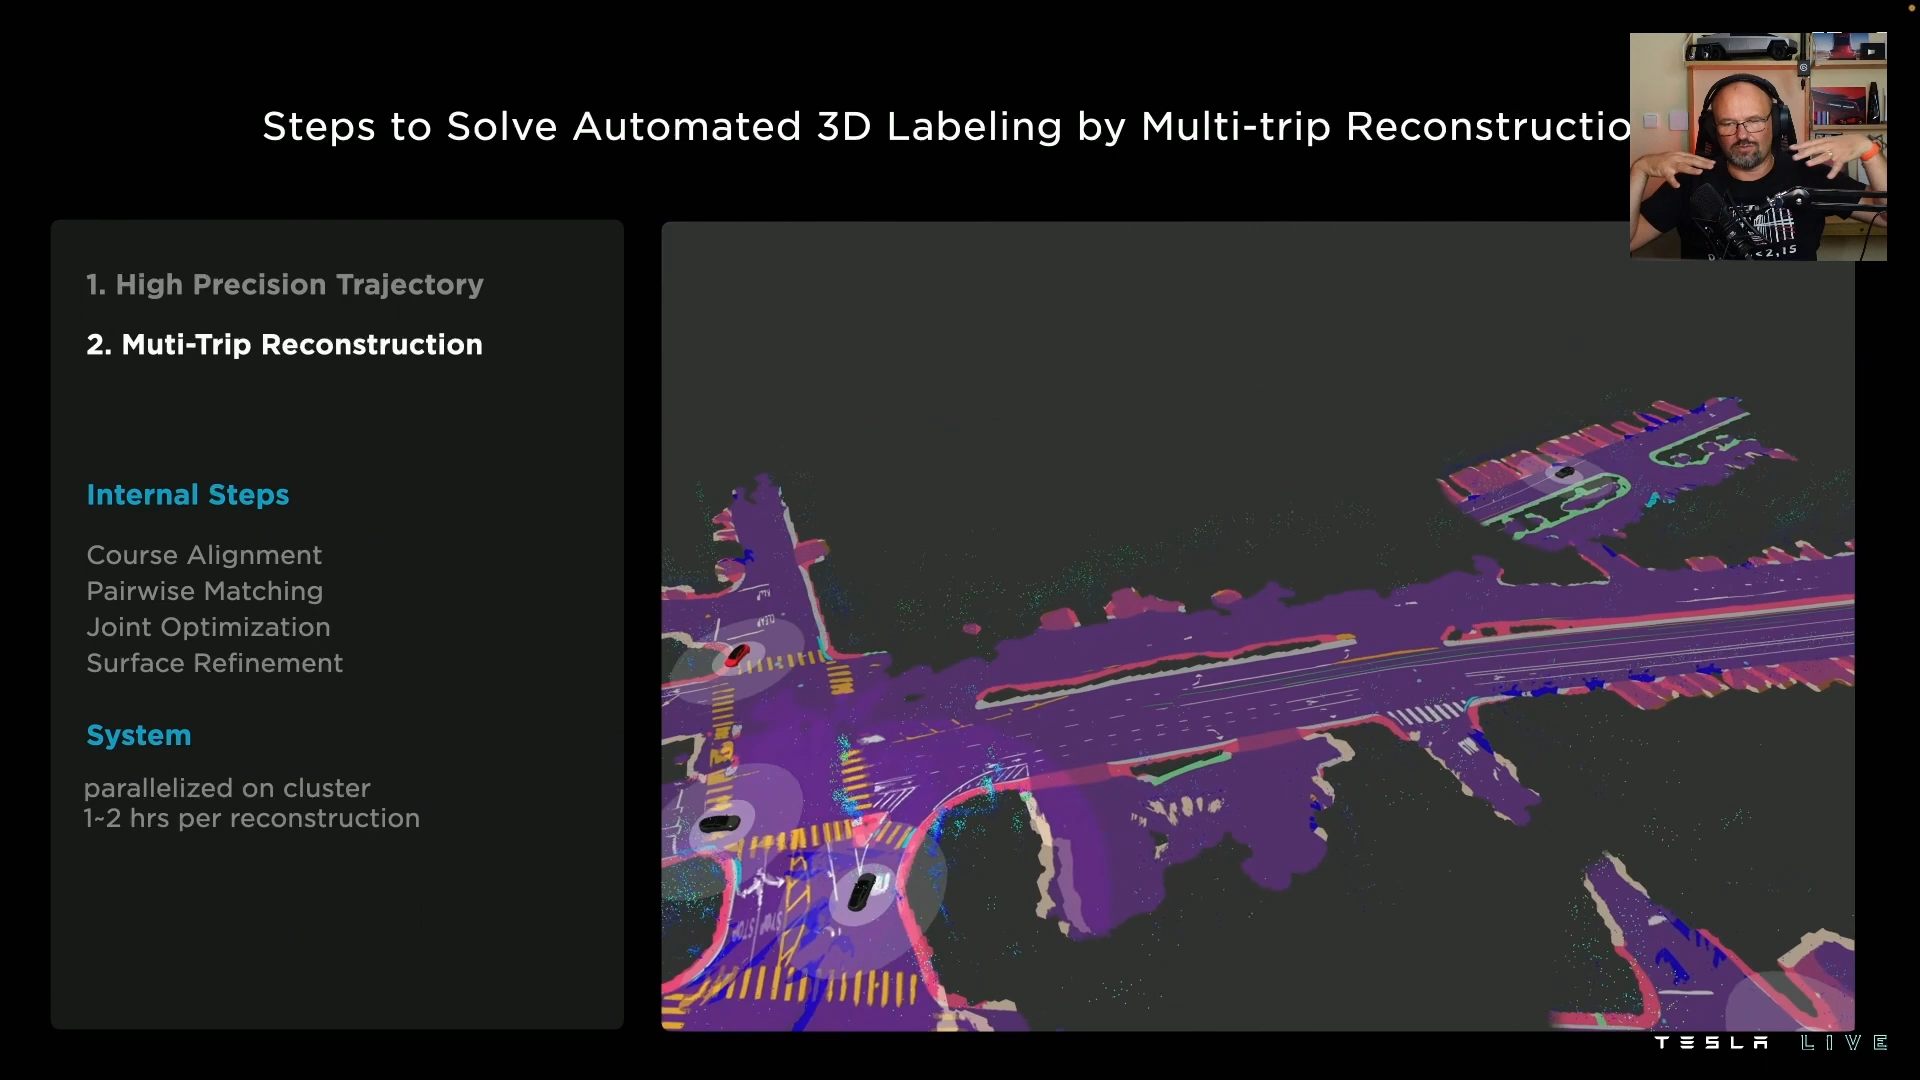 Steps to Solve Automated 3D Labeling by Multi-trip Reconstructio
1. High Precision Trajectory
2. Muti-Trip Reconstruction
Internal Steps
Course Alignment
Pairwise Matching
Joint Optimization
Surface Refinement
System
parallelized on cluster
1~2 hrs per reconstruction
TESLA LIVE